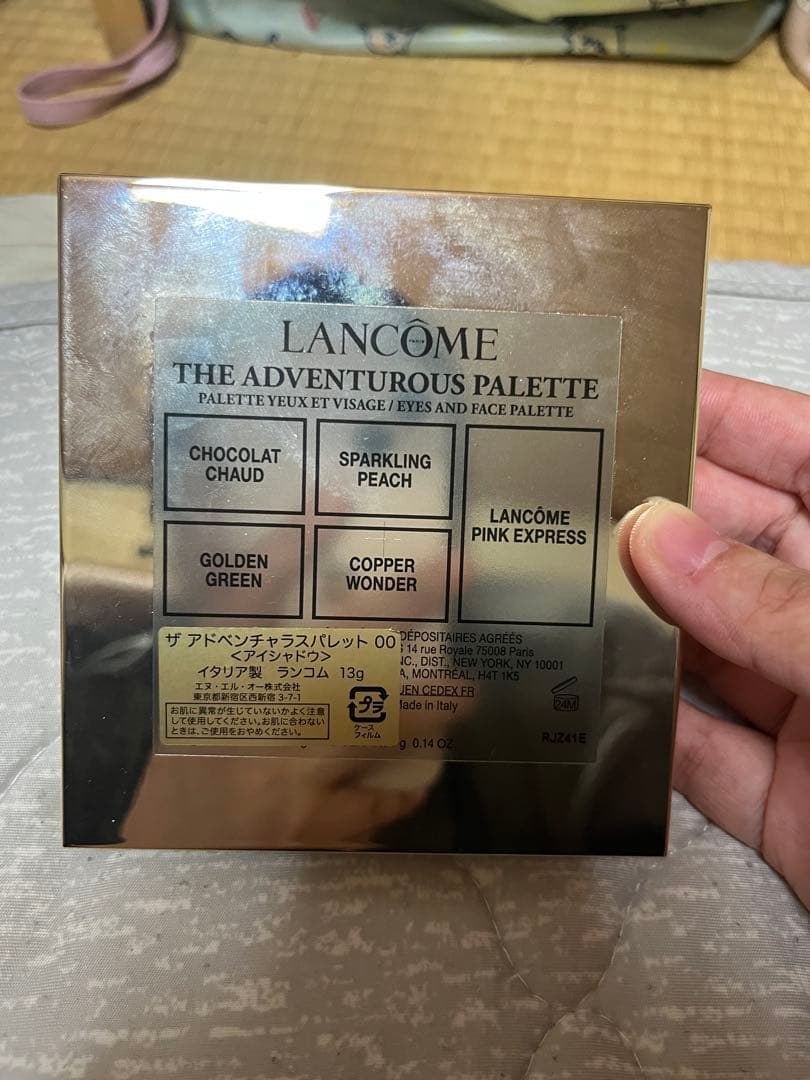 LANCÔME
PARIS
THE ADVENTUROUS PALETTE
PALETTE YEUX ET VISAGE / EYES AND FACE PALETTE
CHOCOLAT
CHAUD
SPARKLING
PEACH
LANCÔME
PINK EXPRESS
GOLDEN
GREEN
COPPER
WONDER
DÉPOSITAIRES AGRÉÉS
14 rue Royale 75008 Paris
NC., DIST., NEW YORK, NY 10001
A, MONTRÉAL, H4T 1K5
UEN CEDEX FR
Made in Italy
24M
g 0.14 OZ.
RJZ41E
ザ アドベンチャラスパレット 00
<アイシャドウ>
イタリア製 ランコム 13g
エヌ・エル・オー株式会社
東京都新宿区西新宿 3-7-1
お肌に異常が生じていないかよく注意
して使用してください。お肌に合わない
ときは、ご使用をおやめください。
プラ
ケース
フィルム